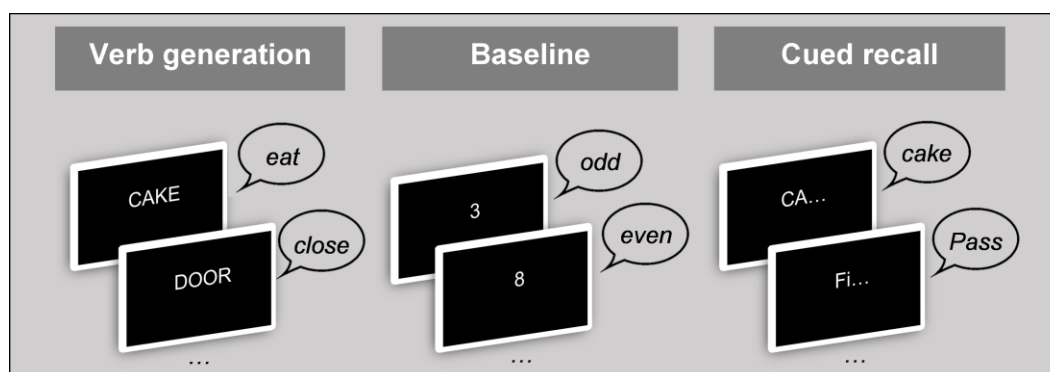 Verb generation
CAKE
eat
DOOR
close
...
Baseline
3
odd
8
even
...
Cued recall
CA...
cake
Fi...
Pass
...